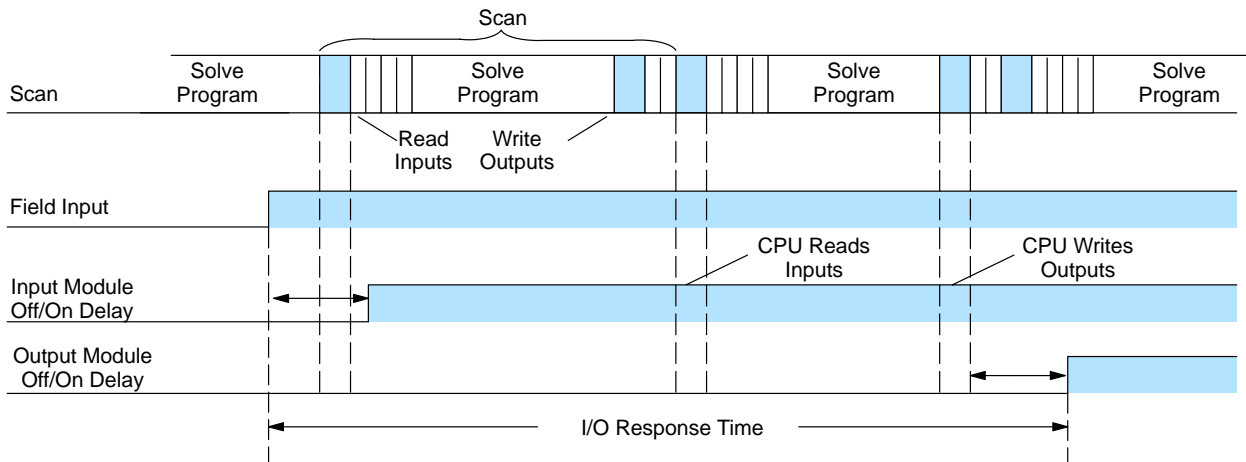 Scan
Scan
Solve
Program
Solve
Program
Solve
Program
Solve
Program
Read
Inputs
Write
Outputs
Field Input
CPU Reads
Inputs
CPU Writes
Outputs
Input Module
Off/On Delay
Output Module
Off/On Delay
I/O Response Time